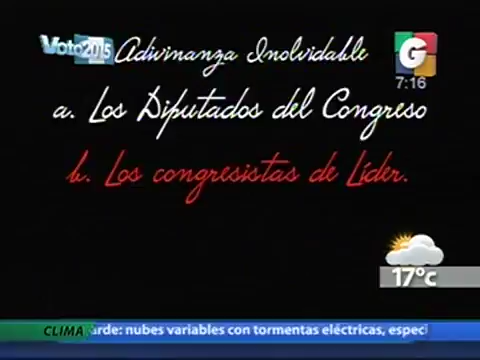 Voto2015
Adivinanza Inolvidable
G
7:16
a. Los Diputados del Congreso
b. Los congresistas de Líder.
17°c
CLIMA arde: nubes variables con tormentas eléctricas, especi